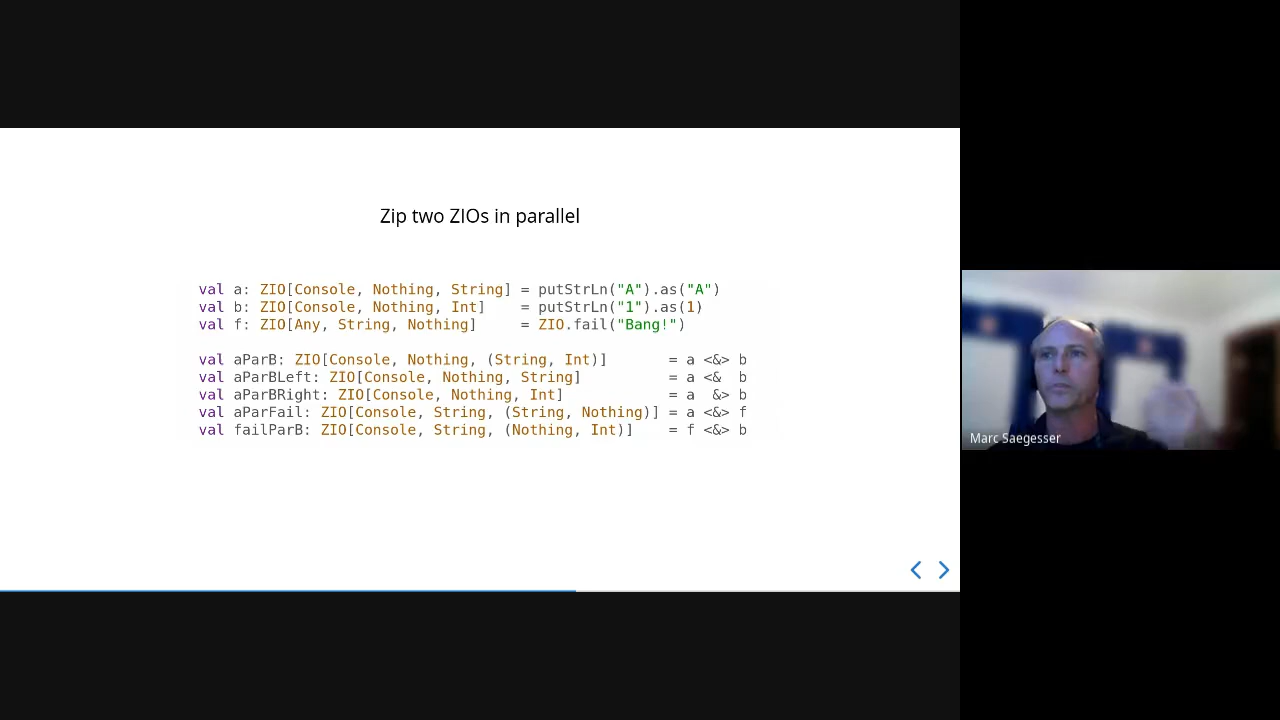 Zip two ZIOs in parallel
val a: ZIO[Console, Nothing, String] = putStrLn("A").as("A")
val b: ZIO[Console, Nothing, Int]    = putStrLn("1").as(1)
val f: ZIO[Any, String, Nothing]     = ZIO.fail("Bang!")
val aParB: ZIO[Console, Nothing, (String, Int)]       = a <&> b
val aParBLeft: ZIO[Console, Nothing, String]          = a <&  b
val aParBRight: ZIO[Console, Nothing, Int]            = a  &> b
val aParFail: ZIO[Console, String, (String, Nothing)] = a <&> f
val failParB: ZIO[Console, String, (Nothing, Int)]    = f <&> b
Marc Saegesser